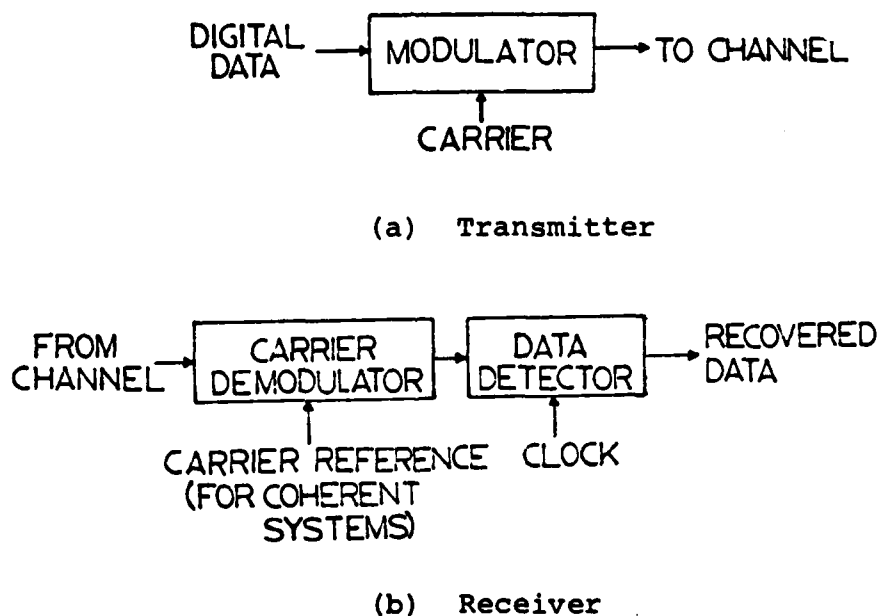 DIGITAL
DATA
MODULATOR
TO CHANNEL
CARRIER
(a) Transmitter
FROM
CHANNEL
CARRIER
DEMODULATOR
DATA
DETECTOR
RECOVERED
DATA
CARRIER REFERENCE
(FOR COHERENT
SYSTEMS)
CLOCK
(b) Receiver